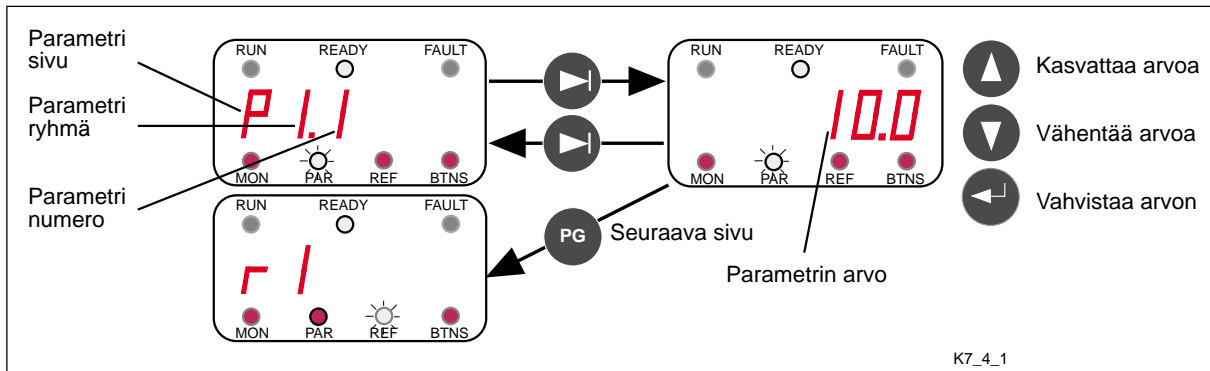 Parametri
sivu
Parametri
ryhmä
Parametri
numero
RUN READY FAULT
P1.1
MON PAR REF BTNS
RUN READY FAULT
10.0
MON PAR REF BTNS
Kasvattaa arvoa
Vähentää arvoa
Vahvistaa arvon
RUN READY FAULT
r1
MON PAR REF BTNS
PG
Seuraava sivu
Parametrin arvo
K7_4_1